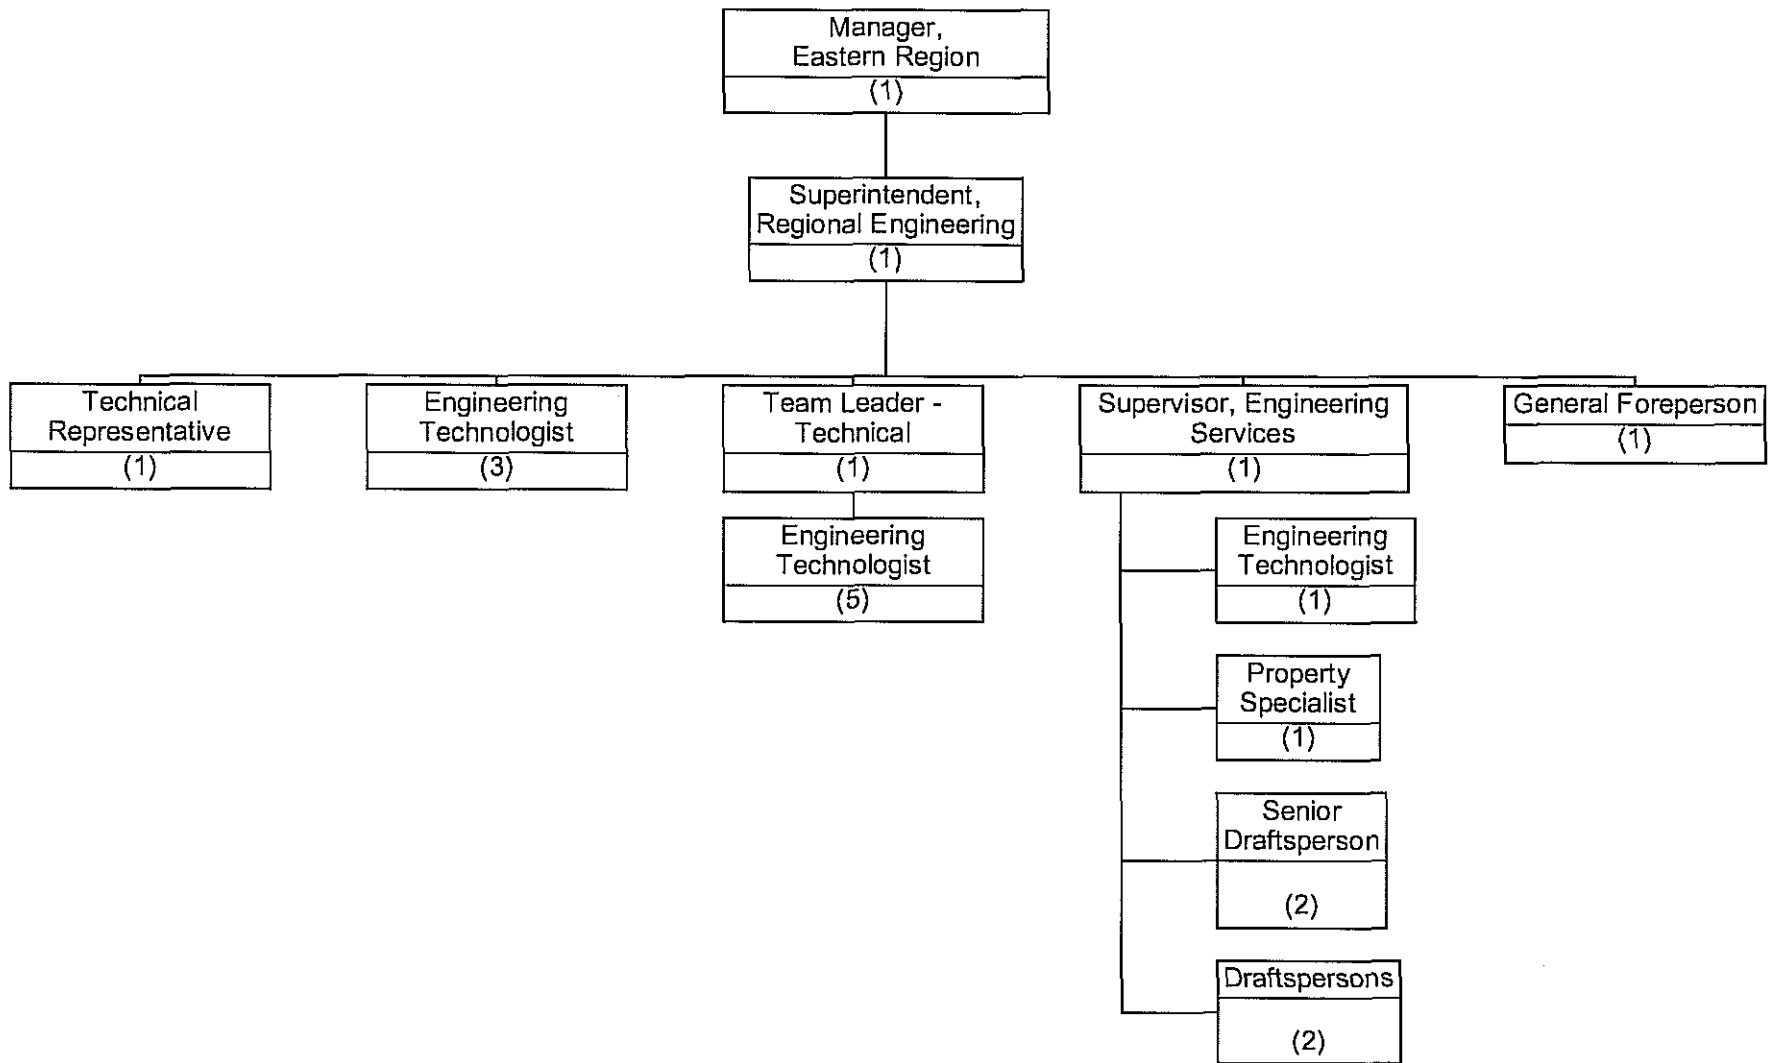 Manager,
Eastern Region
(1)
Superintendent,
Regional Engineering
(1)
Technical
Representative
(1)
Engineering
Technologist
(3)
Team Leader -
Technical
(1)
Supervisor, Engineering
Services
(1)
General Foreperson
(1)
Engineering
Technologist
(5)
Engineering
Technologist
(1)
Property
Specialist
(1)
Senior
Draftsperson
(2)
Draftspersons
(2)